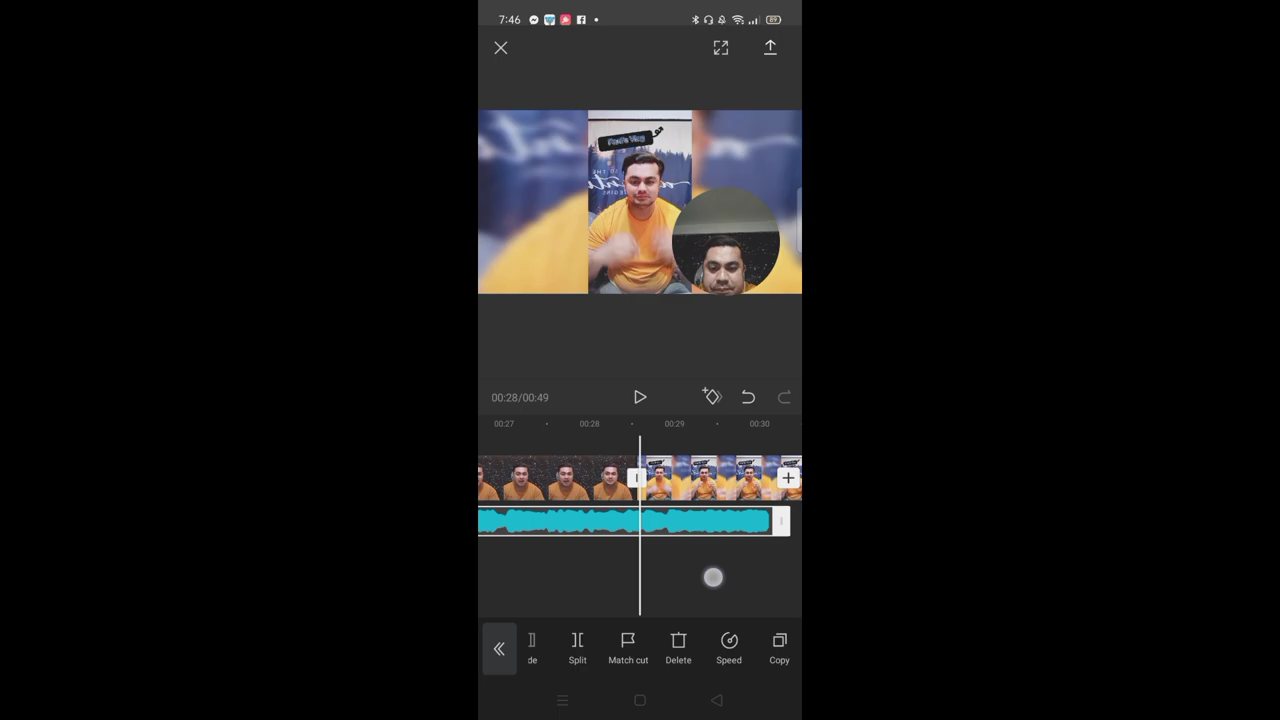 7:46
89
00:28/00:49
00:27
00:28
00:29
00:30
de
Split
Match cut
Delete
Speed
Copy